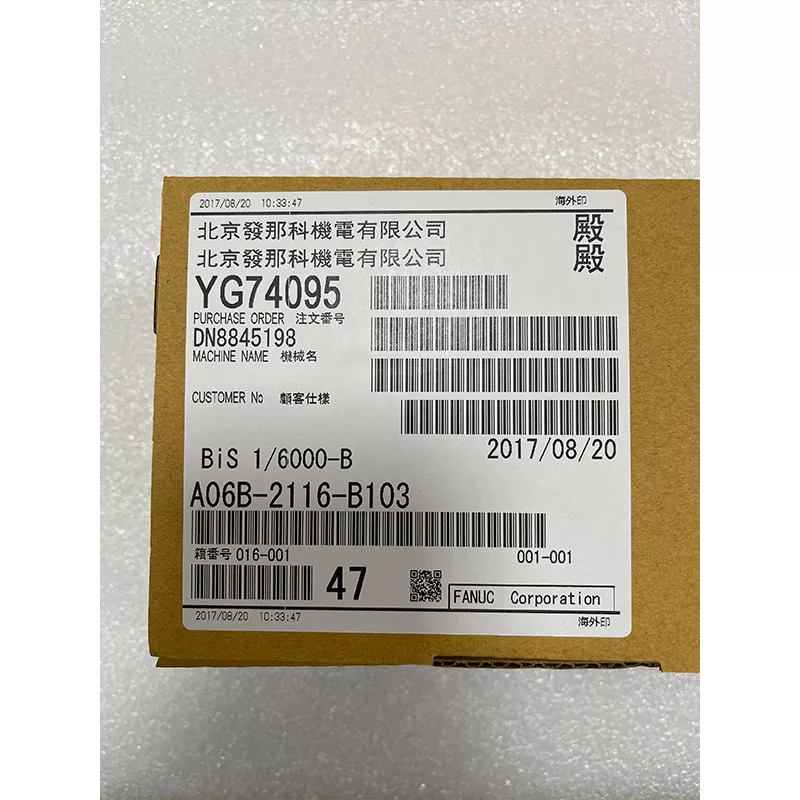 2017/08/20 10:33:47 海外印
北京發那科機電有限公司 殿
北京發那科機電有限公司 殿
YG74095
PURCHASE ORDER 注文番号
DN8845198
MACHINE NAME 機械名
CUSTOMER No 顧客仕様
2017/08/20
BiS 1/6000-B
A06B-2116-B103
箱番号 016-001 001-001
47 FANUC Corporation
2017/08/20 10:33:47 海外印